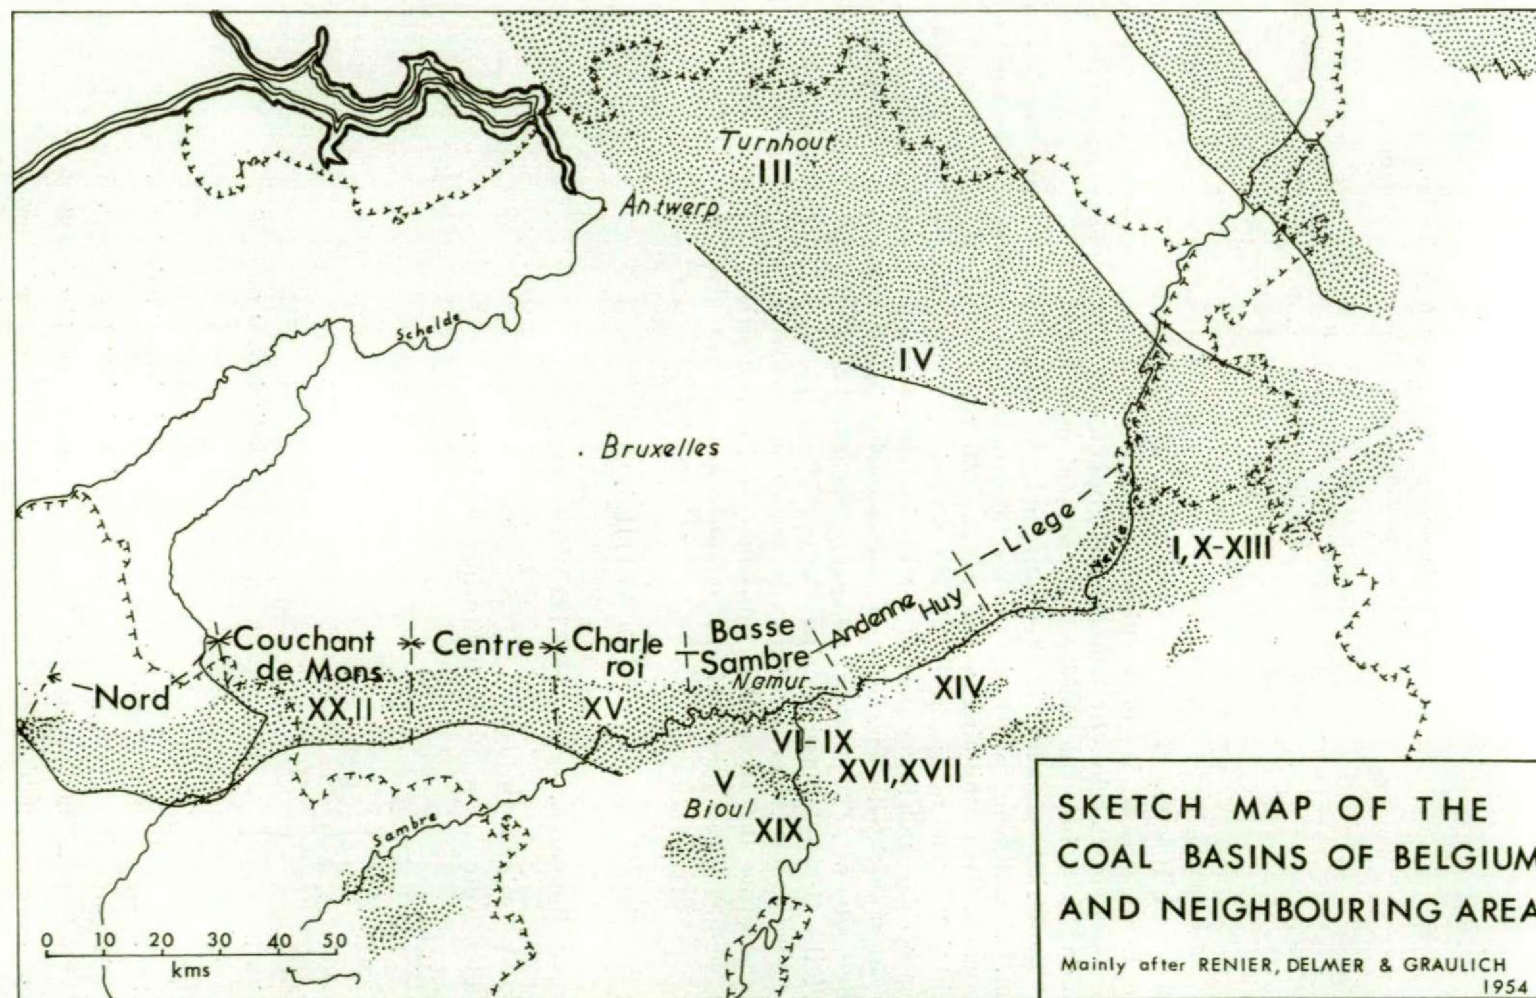 Turnhout
III
Antwerp
Schelde
IV
Bruxelles
Liege
Meuse
I, X-XIII
Andenne
Huy
Couchant
de Mons
Centre
Charle
roi
Basse
Sambre
Namur
Nord
XX, II
XV
XIV
VI-IX
XVI, XVII
V
Bioul
XIX
Sambre
0 10 20 30 40 50
kms
SKETCH MAP OF THE
COAL BASINS OF BELGIUM
AND NEIGHBOURING AREA
Mainly after RENIER, DELMER & GRAULICH
1954